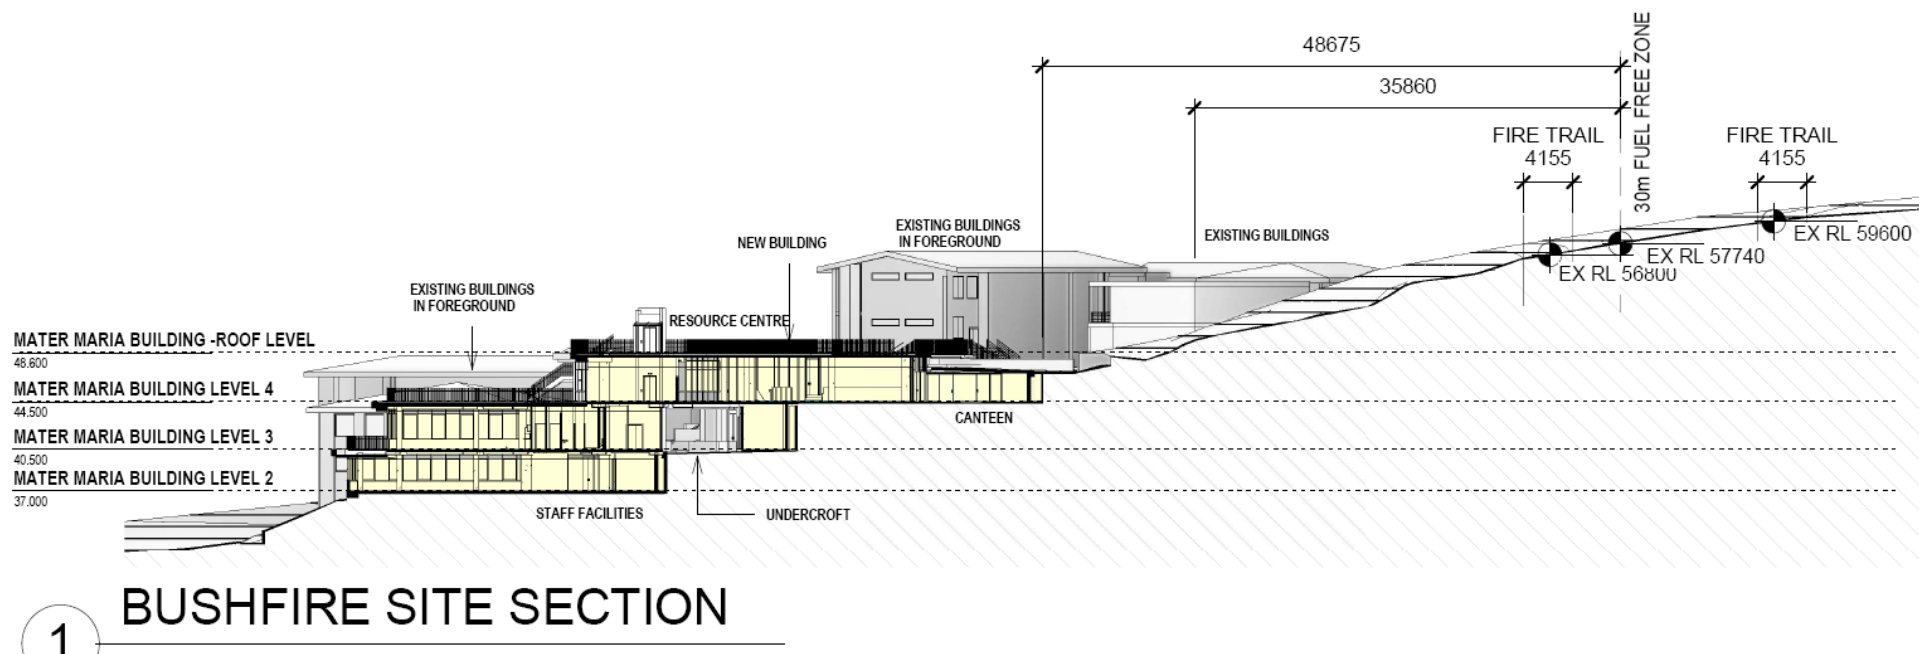 48675
35860
30m FUEL FREE ZONE
FIRE TRAIL
4155
FIRE TRAIL
4155
EX RL 59600
EX RL 57740
EX RL 56800
EXISTING BUILDINGS
IN FOREGROUND
EXISTING BUILDINGS
NEW BUILDING
EXISTING BUILDINGS
IN FOREGROUND
RESOURCE CENTRE
MATER MARIA BUILDING -ROOF LEVEL
48.600
MATER MARIA BUILDING LEVEL 4
44.500
CANTEEN
MATER MARIA BUILDING LEVEL 3
40.500
MATER MARIA BUILDING LEVEL 2
37.000
STAFF FACILITIES
UNDERCROFT
BUSHFIRE SITE SECTION
1